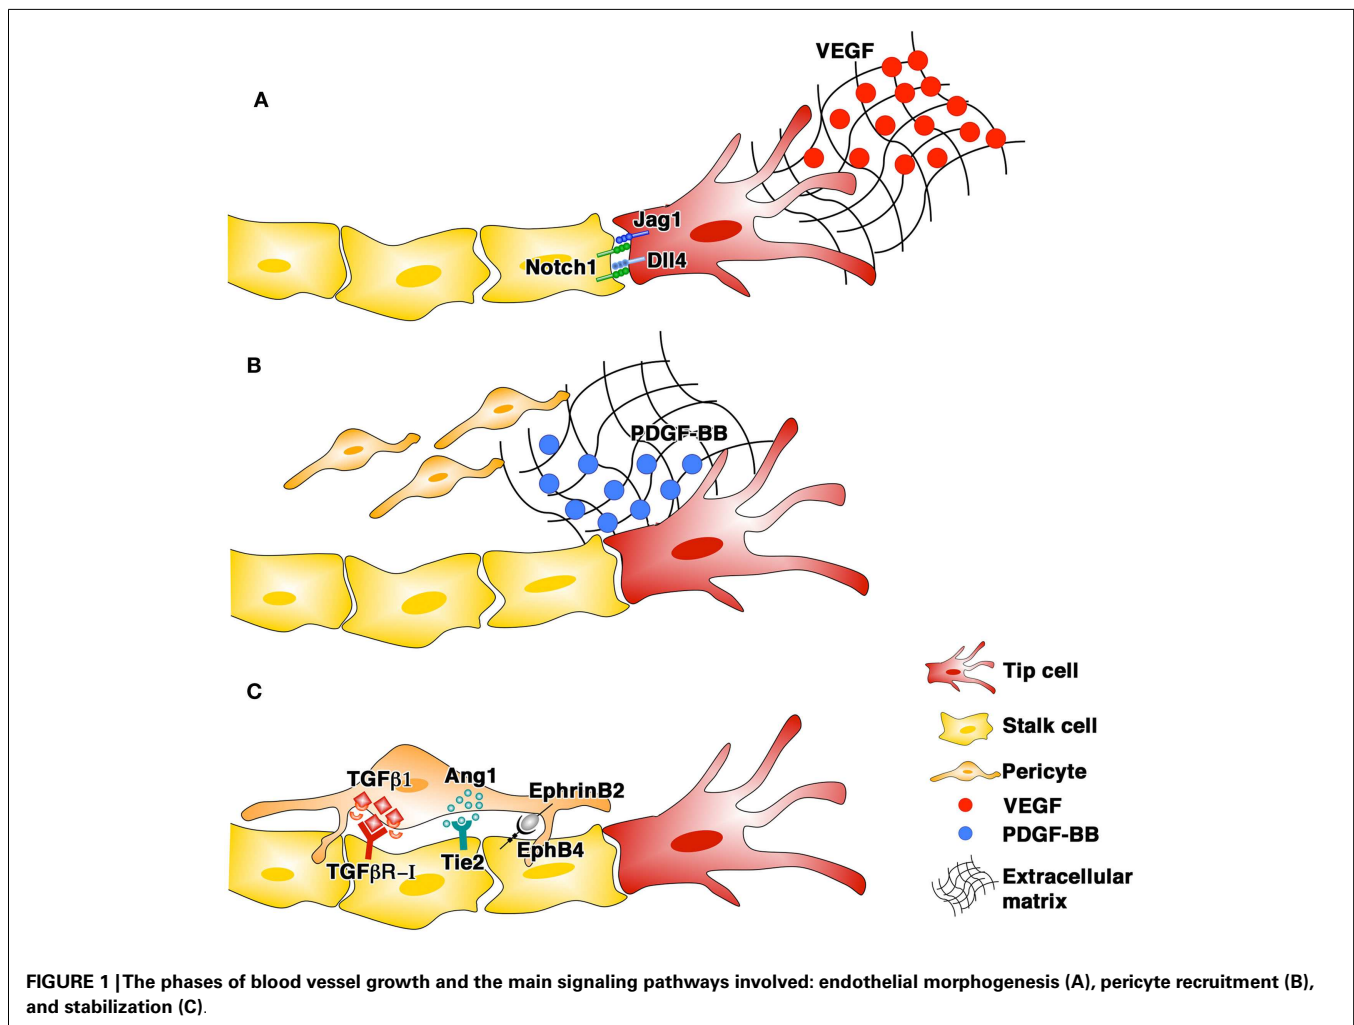 A
VEGF
Jag1
Notch1
Dll4
B
PDGF-BB
C
TGFβ1
Ang1
EphrinB2
TGFβR-I
Tie2
EphB4
Tip cell
Stalk cell
Pericyte
VEGF
PDGF-BB
Extracellular
matrix
FIGURE 1 | The phases of blood vessel growth and the main signaling pathways involved: endothelial morphogenesis (A), pericyte recruitment (B),
and stabilization (C).